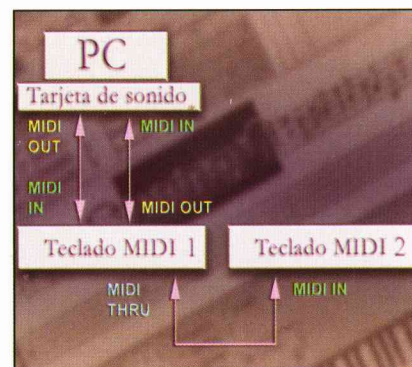 PC
Tarjeta de sonido
MIDI OUT
MIDI IN
MIDI IN
MIDI OUT
Teclado MIDI 1
Teclado MIDI 2
MIDI THRU
MIDI IN